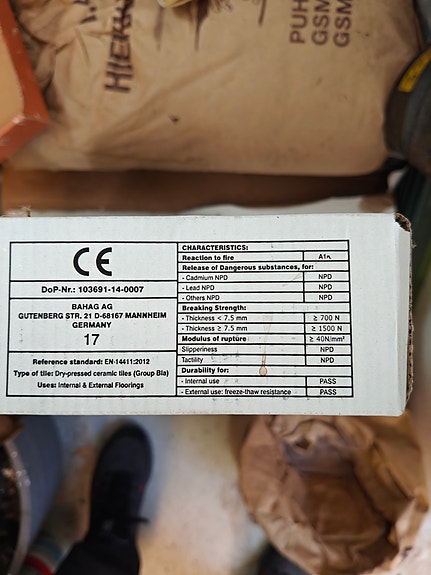 HIEKK
PUH
GSM
GSM
CE
DoP-Nr.: 103691-14-0007
BAHAG AG
GUTENBERG STR. 21 D-68167 MANNHEIM
GERMANY
17
Reference standard: EN-14411:2012
Type of tile: Dry-pressed ceramic tiles (Group BIa)
Uses: Internal & External Floorings
CHARACTERISTICS:
Reaction to fire A1FL
Release of Dangerous substances, for:
- Cadmium NPD
- Lead NPD
- Others NPD
Breaking Strength:
- Thickness < 7.5 mm ≥ 700 N
- Thickness ≥ 7.5 mm ≥ 1500 N
Modulus of rupture ≥ 40N/mm²
Slipperiness NPD
Tactility NPD
Durability for:
- Internal use PASS
- External use: freeze-thaw resistance PASS